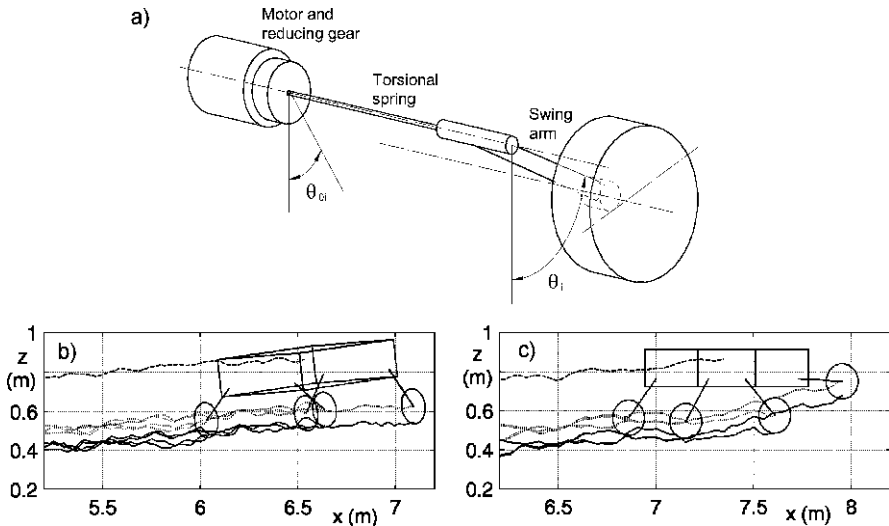 a)
Motor and
reducing gear
Torsional
spring
Swing
arm
θ0i
θi
b)
z
(m)
1
0.6
0.4
0.2
5.5
6
6.5
7
x (m)
c)
z
(m)
1
0.6
0.4
0.2
6.5
7
7.5
8
x (m)